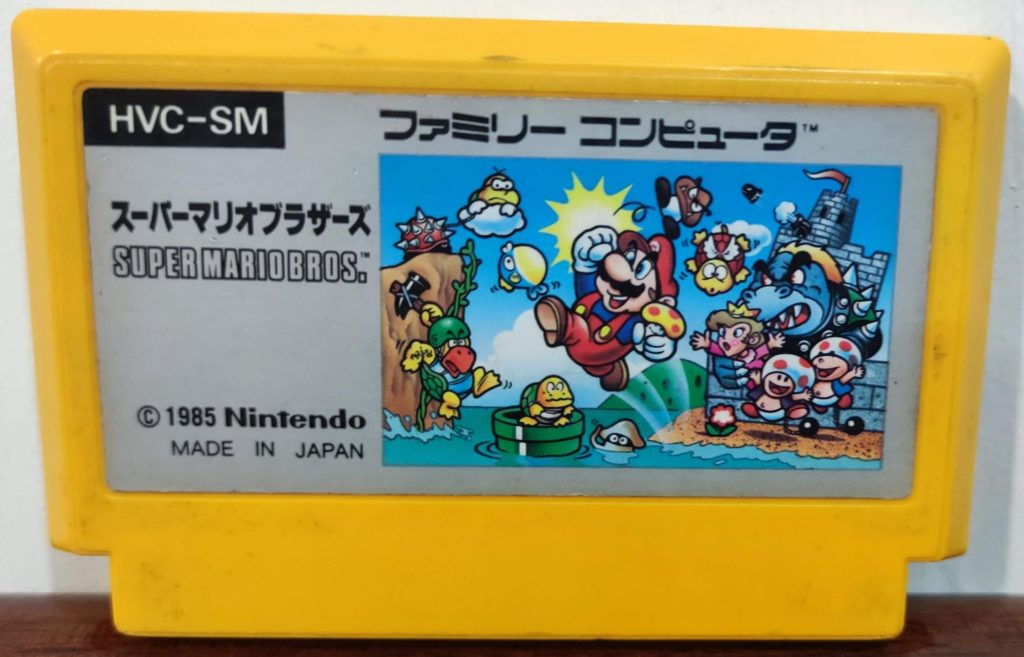 HVC-SM
ファミリー コンピュータ™
スーパーマリオブラザーズ
SUPER MARIO BROS.™
© 1985 Nintendo
MADE IN JAPAN